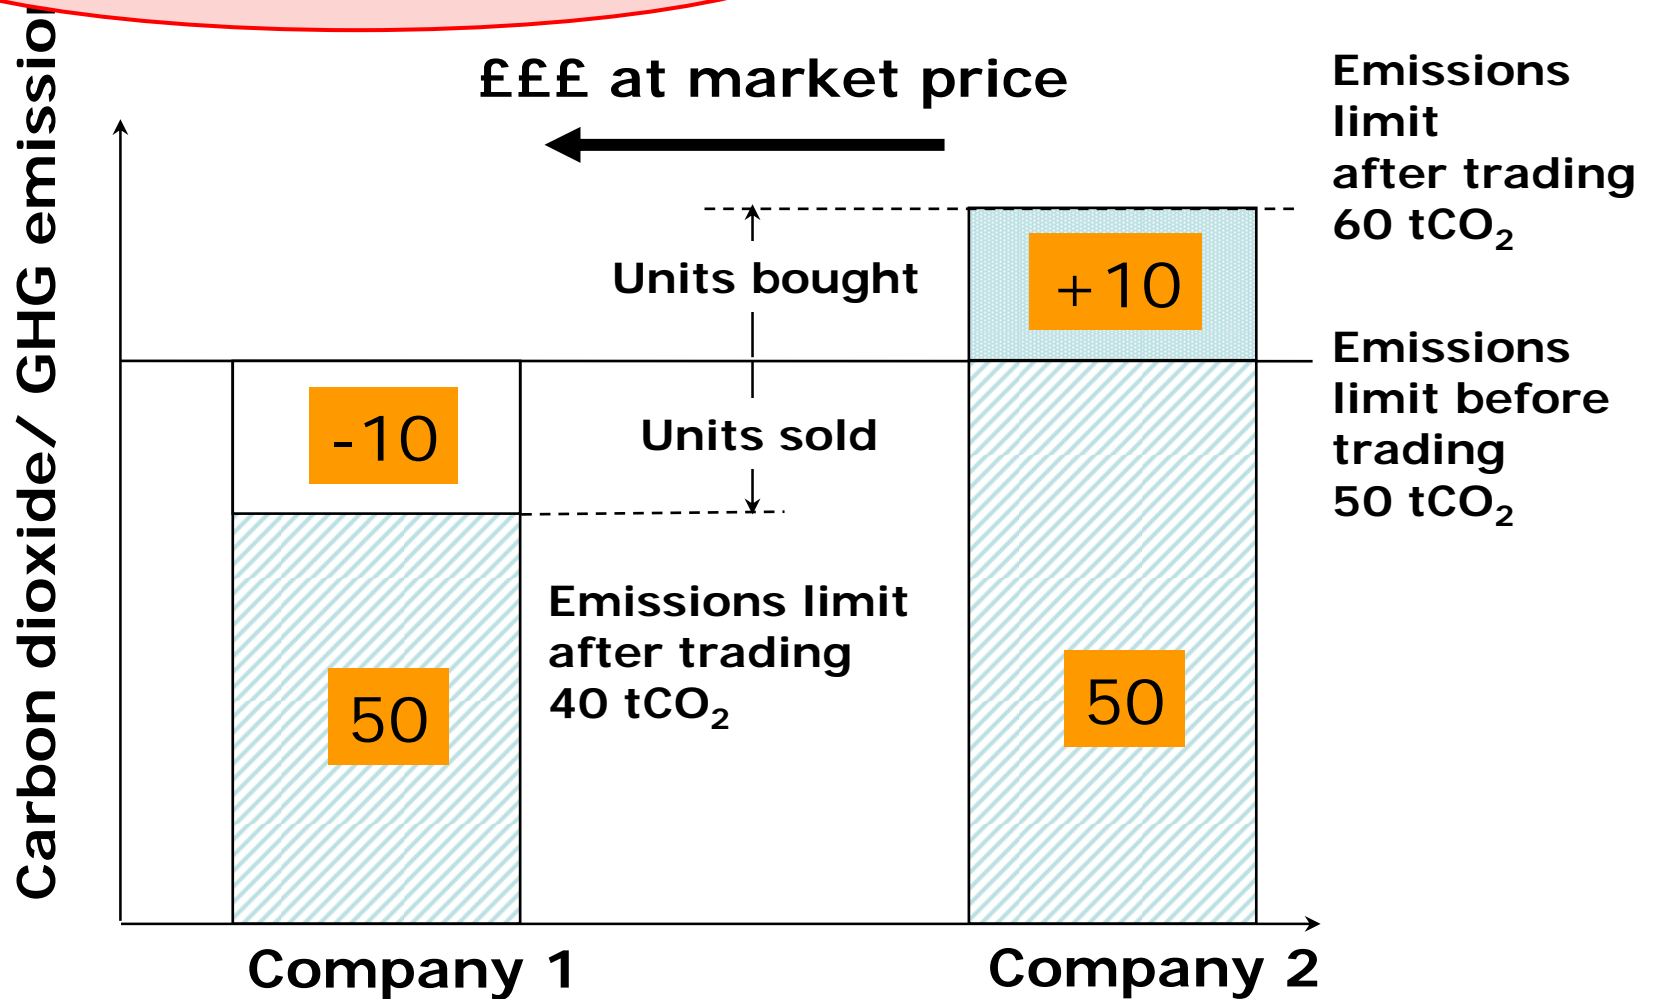 Carbon dioxide/ GHG emission
£££ at market price
Emissions
limit
after trading
60 tCO₂
Units bought
+10
Emissions
limit before
trading
50 tCO₂
-10
Units sold
Emissions limit
after trading
40 tCO₂
50
50
Company 1
Company 2